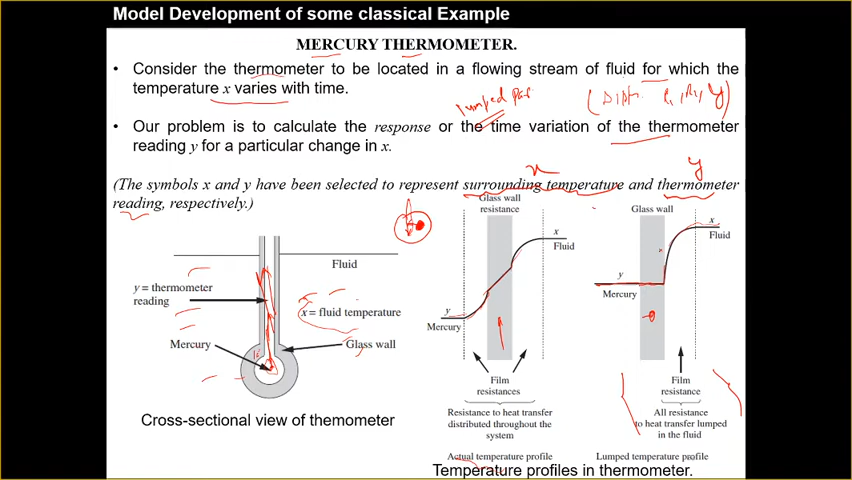 Model Development of some classical Example
MERCURY THERMOMETER.
• Consider the thermometer to be located in a flowing stream of fluid for which the
temperature x varies with time.
lumped par
• Our problem is to calculate the response or the time variation of the thermometer
reading y for a particular change in x.
x
y
(The symbols x and y have been selected to represent surrounding temperature and thermometer
reading, respectively.)
Glass wall
resistance
x
Fluid
y
Mercury
Film
resistances
Resistance to heat transfer
distributed throughout the
system
Actual temperature profile
Glass wall
x
Fluid
y
Mercury
Film
resistance
All resistance
to heat transfer lumped
in the fluid
Lumped temperature profile
Fluid
y = thermometer
reading
x = fluid temperature
Mercury
Glass wall
Cross-sectional view of themometer
Temperature profiles in thermometer.